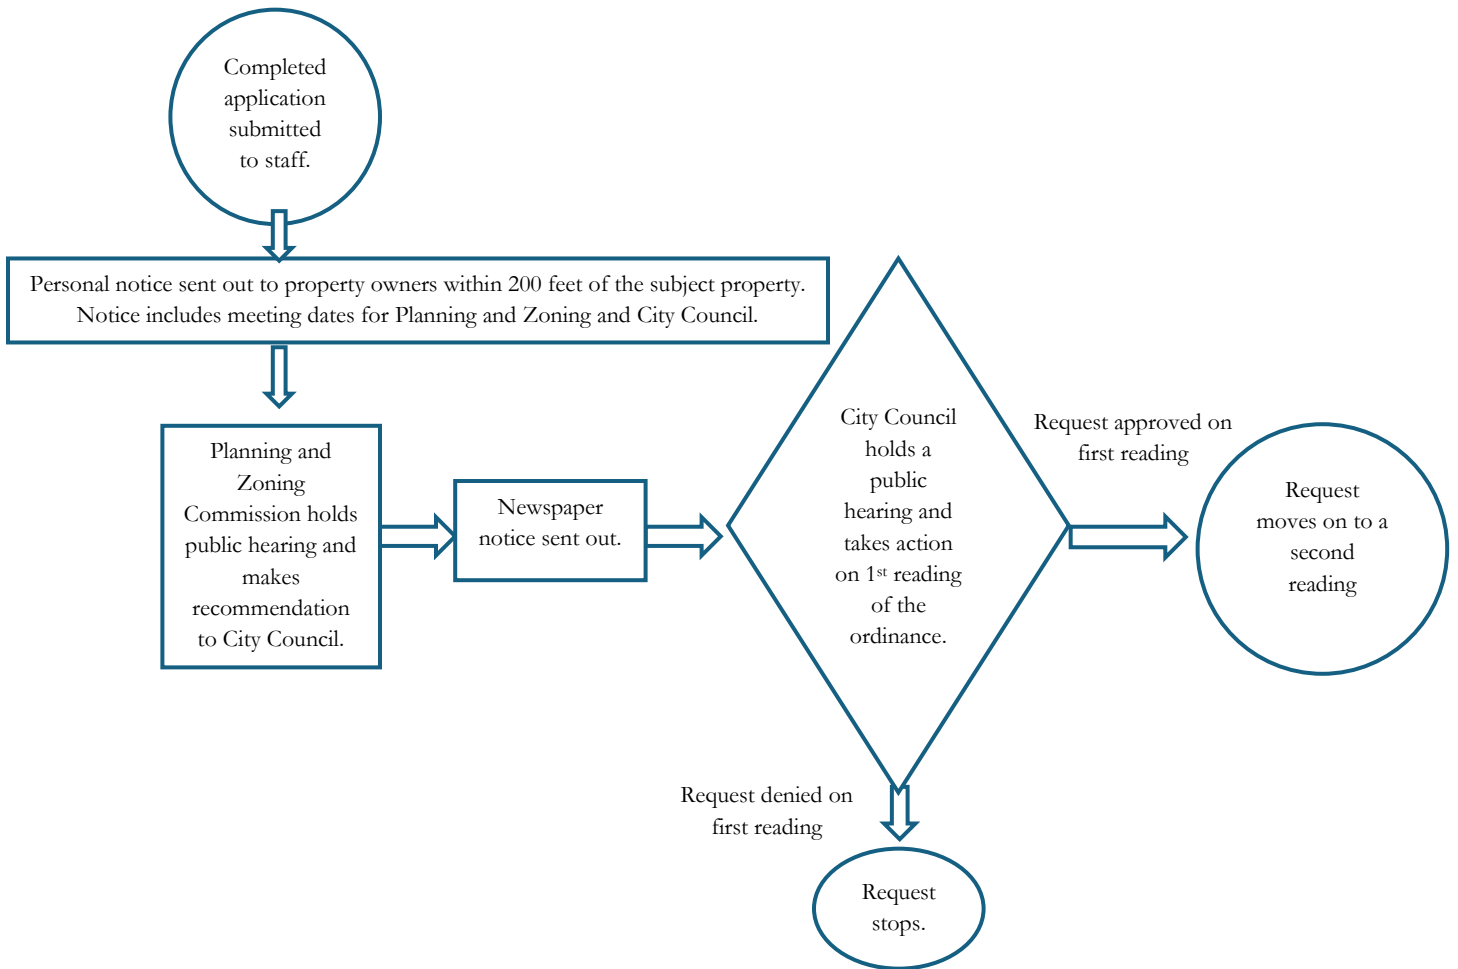 Completed
application
submitted
to staff.
Personal notice sent out to property owners within 200 feet of the subject property.
Notice includes meeting dates for Planning and Zoning and City Council.
Planning and
Zoning
Commission holds
public hearing and
makes
recommendation
to City Council.
Newspaper
notice sent out.
City Council
holds a
public
hearing and
takes action
on 1st reading
of the
ordinance.
Request approved on
first reading
Request
moves on to a
second
reading
Request denied on
first reading
Request
stops.